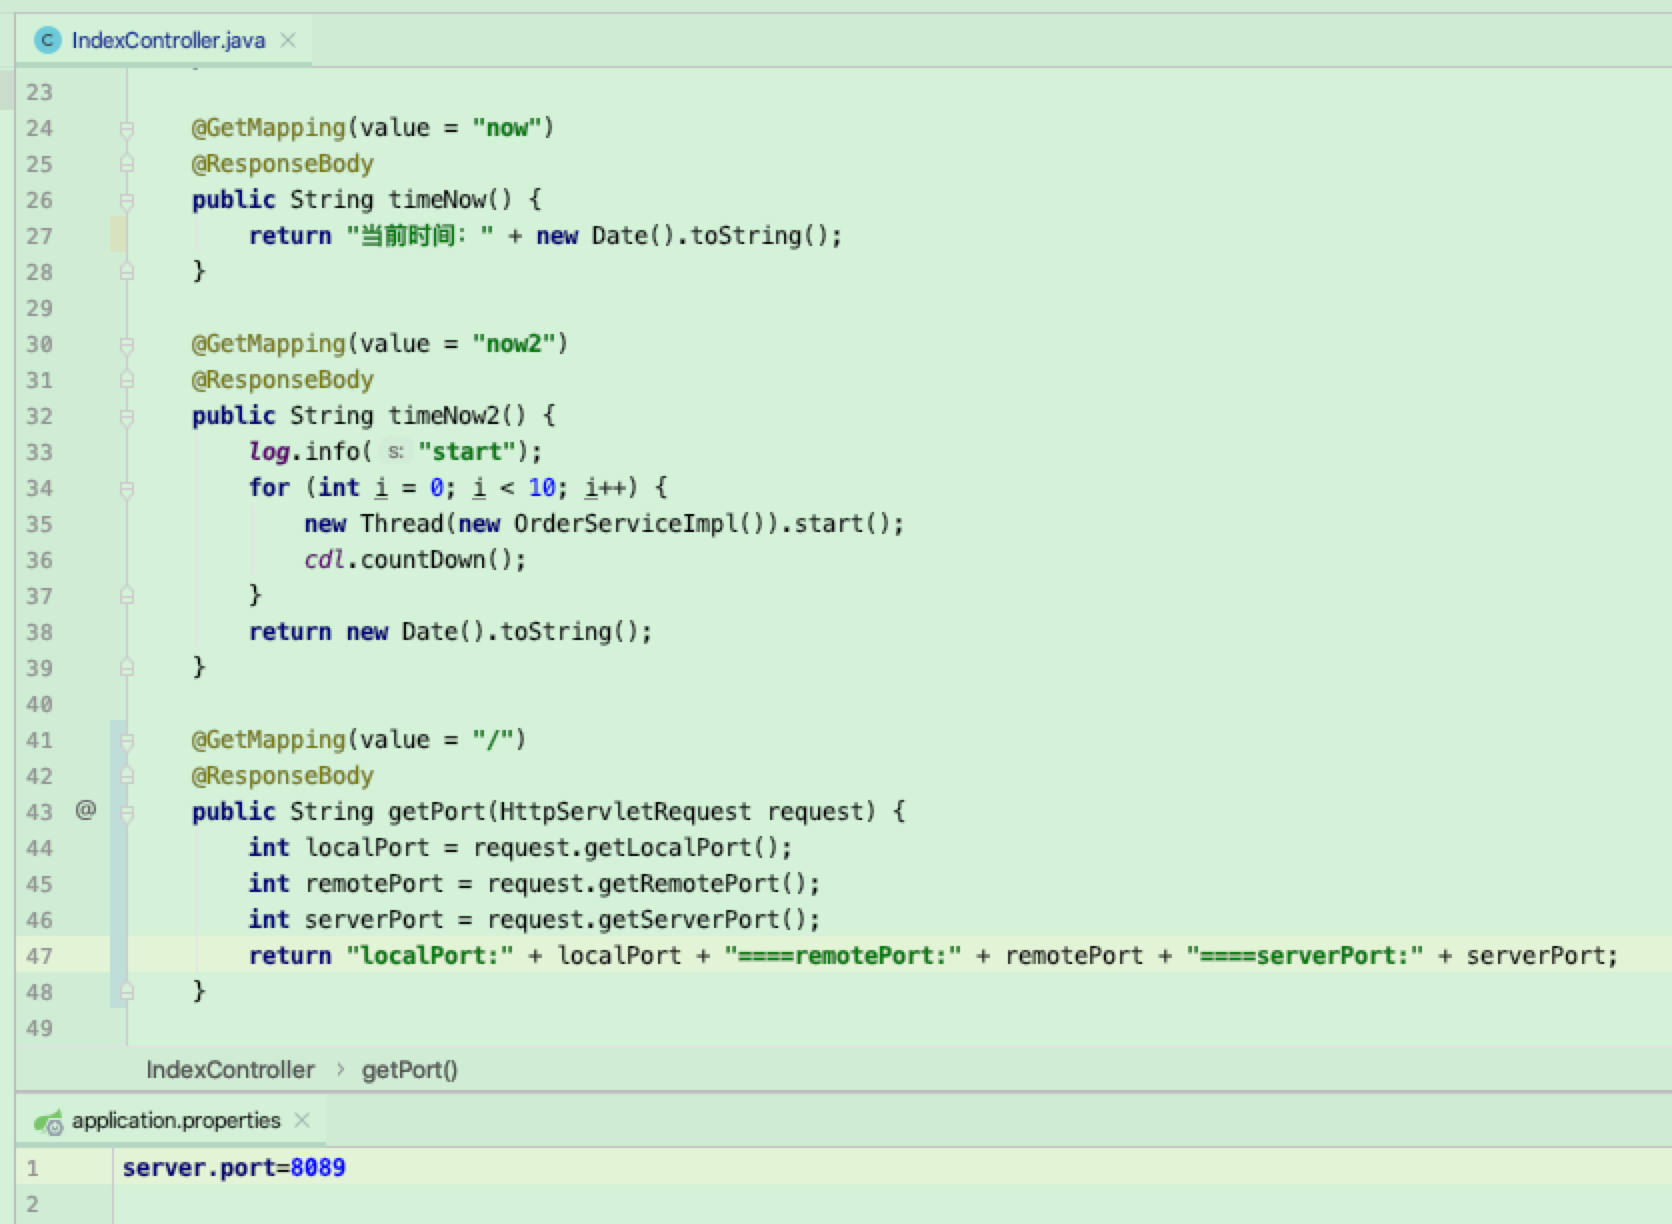 IndexController.java
23
24 @GetMapping(value = "now")
25 @ResponseBody
26 public String timeNow() {
27 return "当前时间：" + new Date().toString();
28 }
29
30 @GetMapping(value = "now2")
31 @ResponseBody
32 public String timeNow2() {
33 log.info( s: "start");
34 for (int i = 0; i < 10; i++) {
35 new Thread(new OrderServiceImpl()).start();
36 cdl.countDown();
37 }
38 return new Date().toString();
39 }
40
41 @GetMapping(value = "/")
42 @ResponseBody
43 @ public String getPort(HttpServletRequest request) {
44 int localPort = request.getLocalPort();
45 int remotePort = request.getRemotePort();
46 int serverPort = request.getServerPort();
47 return "localPort:" + localPort + "====remotePort:" + remotePort + "====serverPort:" + serverPort;
48 }
49
IndexController › getPort()
application.properties
1 server.port=8089
2